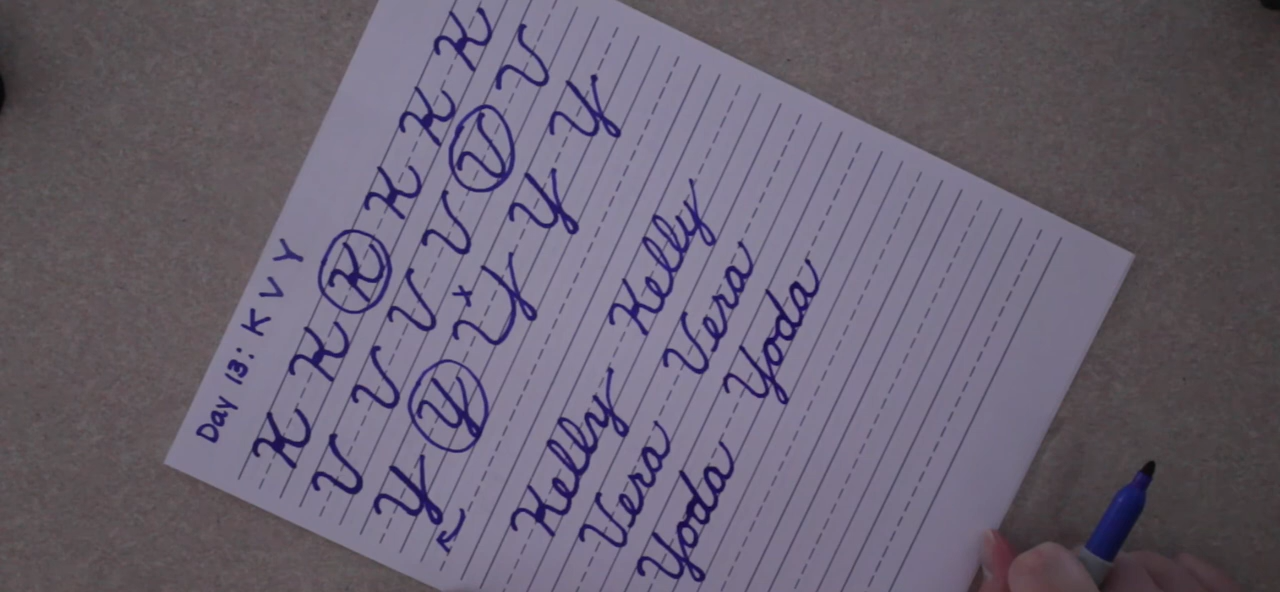 Day 13: K V Y
K K K K K K
V V V V V V
Y Y Y Y Y
Kelly Kelly
Vera Vera
Yoda Yoda